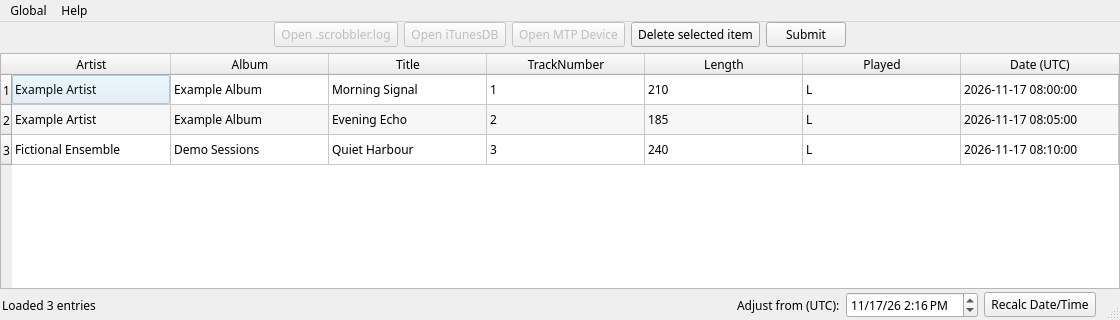 Global Help
Open .scrobbler.log Open iTunesDB Open MTP Device Delete selected item Submit
Artist Album Title TrackNumber Length Played Date (UTC)
1 Example Artist Example Album Morning Signal 1 210 L 2026-11-17 08:00:00
2 Example Artist Example Album Evening Echo 2 185 L 2026-11-17 08:05:00
3 Fictional Ensemble Demo Sessions Quiet Harbour 3 240 L 2026-11-17 08:10:00
Loaded 3 entries Adjust from (UTC): 11/17/26 2:16 PM Recalc Date/Time